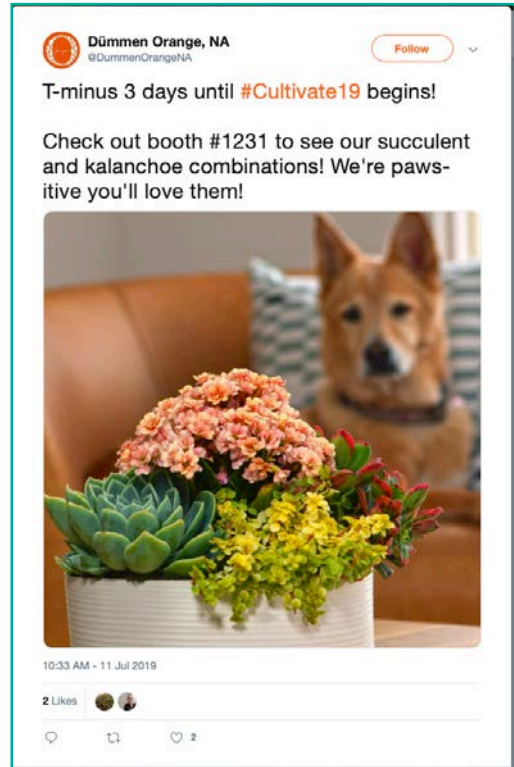 Dümmen Orange, NA
@DummenOrangeNA
Follow
T-minus 3 days until #Cultivate19 begins!
Check out booth #1231 to see our succulent
and kalanchoe combinations! We're paws-
itive you'll love them!
10:33 AM - 11 Jul 2019
2 Likes
2